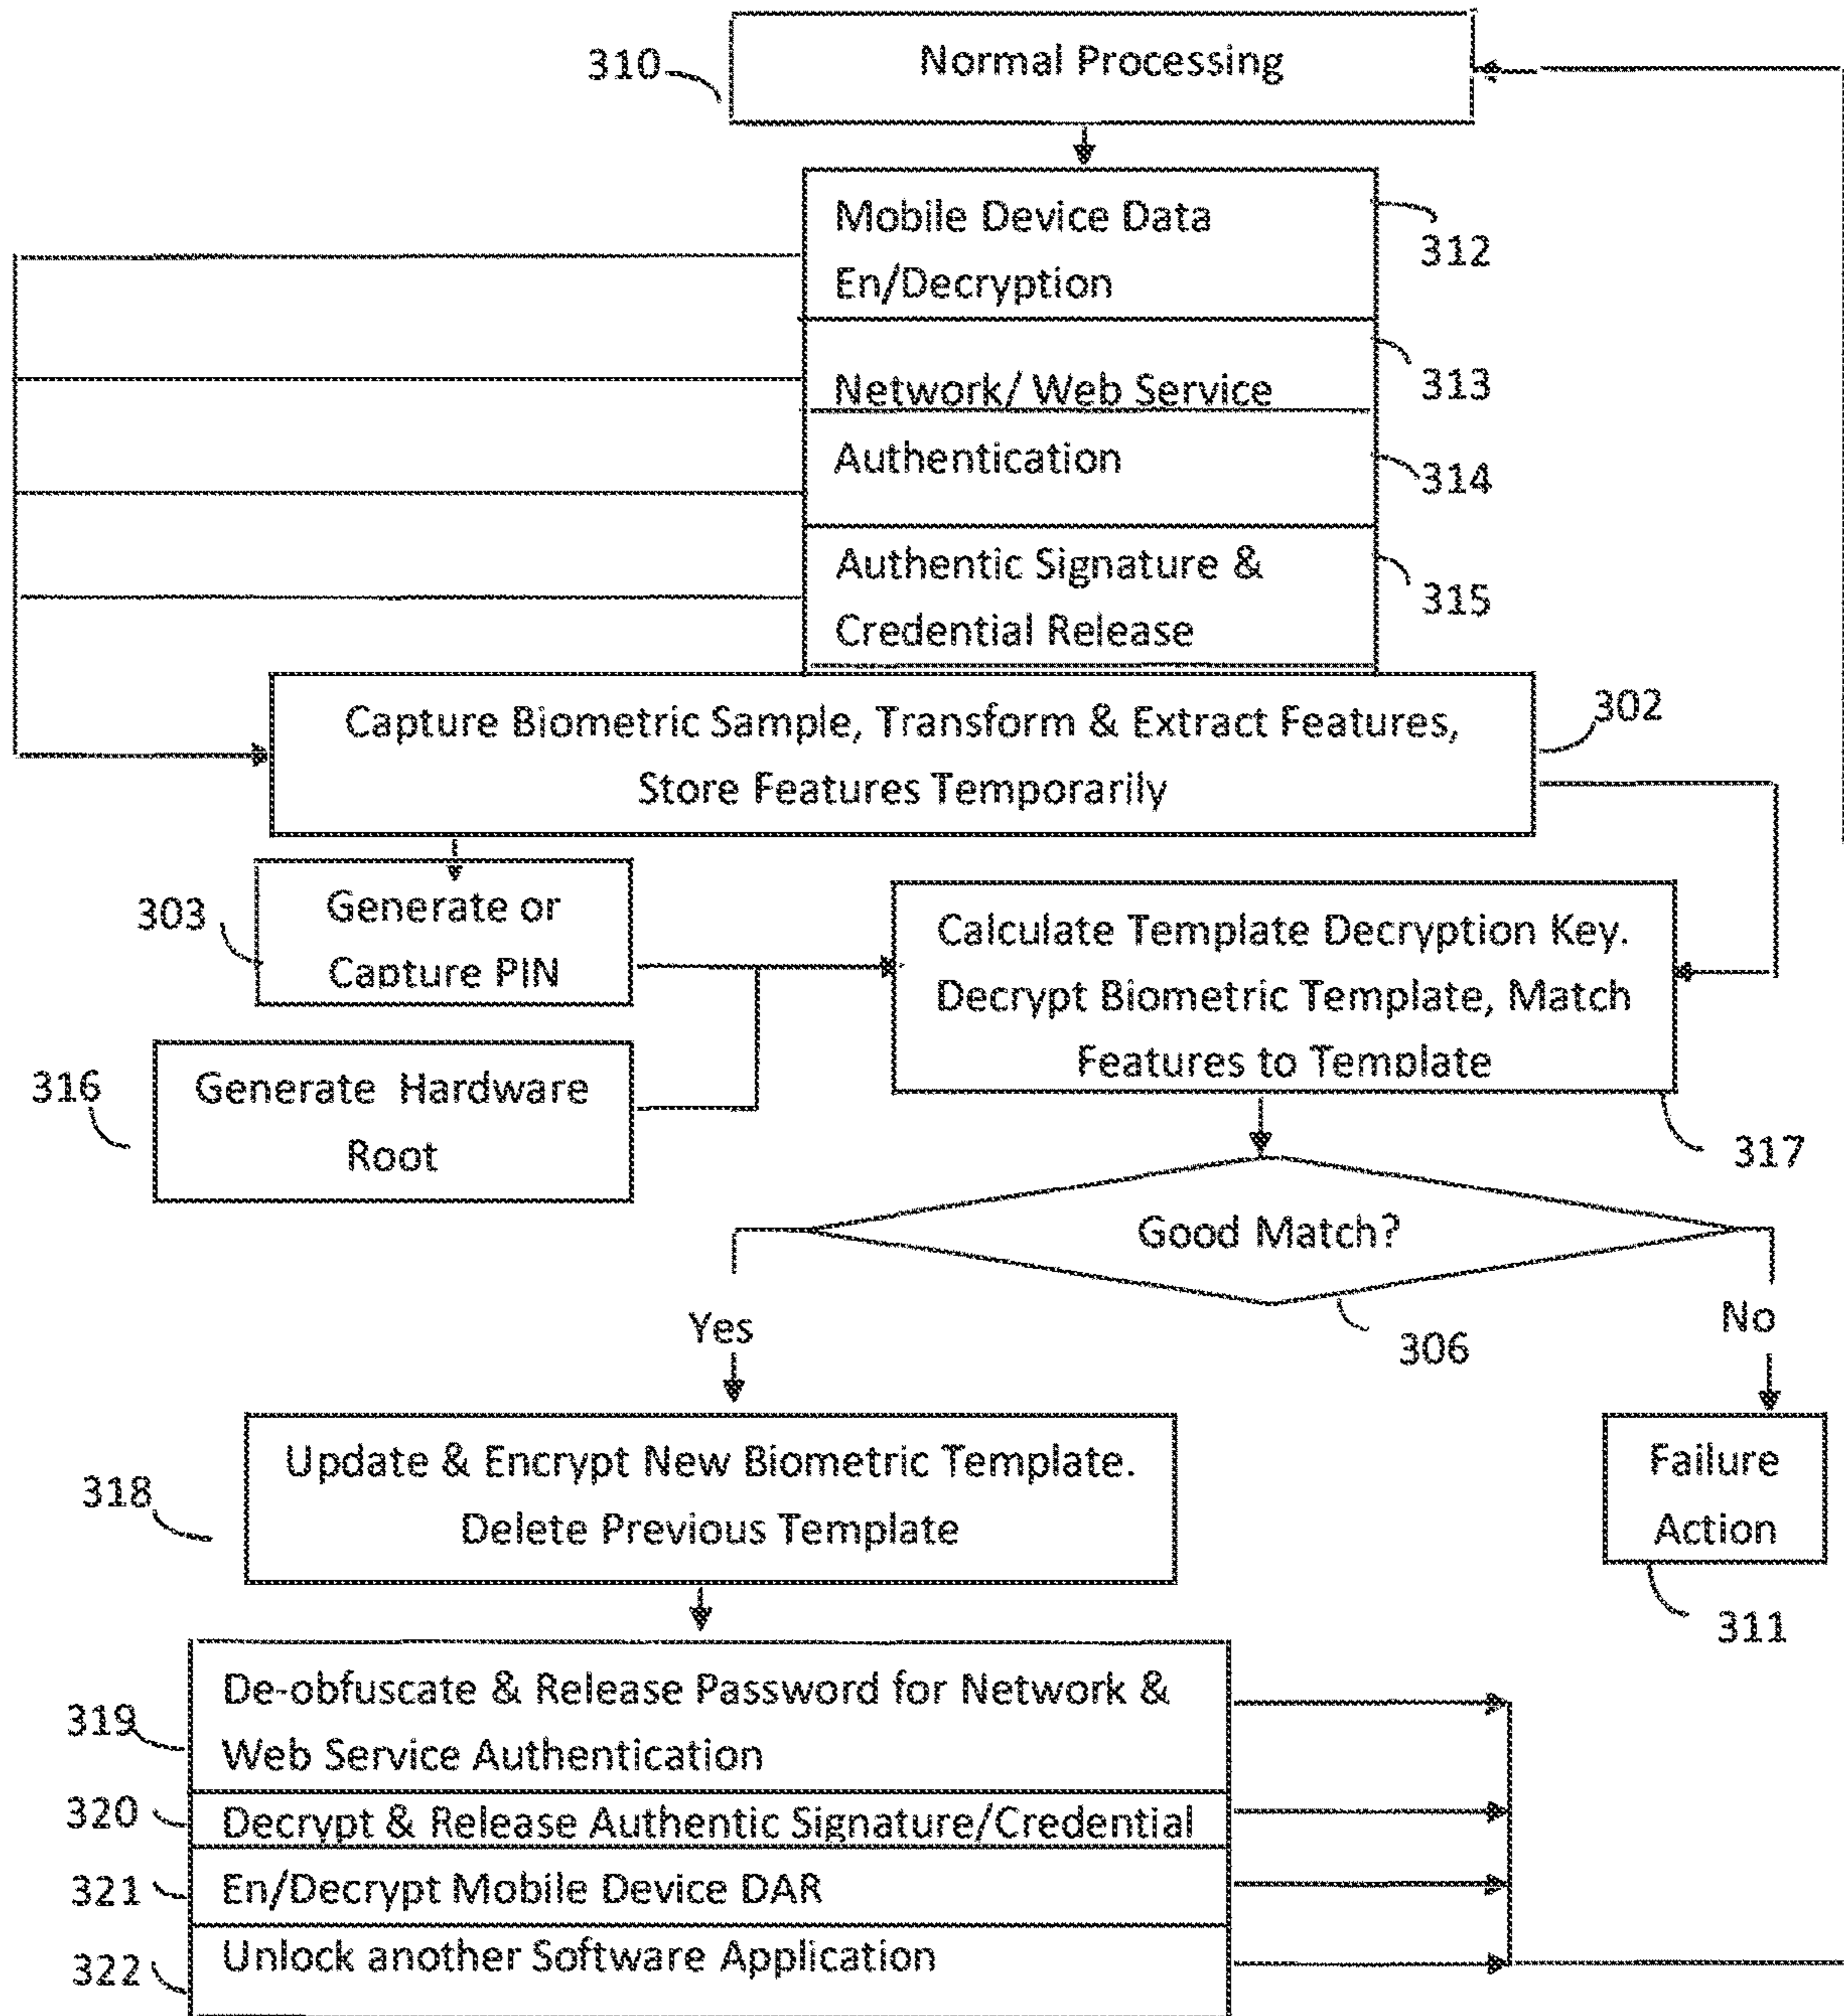 Normal Processing
310
Mobile Device Data
En/Decryption
312
Network/ Web Service
313
Authentication
314
Authentic Signature &
Credential Release
315
Capture Biometric Sample, Transform & Extract Features,
Store Features Temporarily
302
Generate or
Capture PIN
303
Calculate Template Decryption Key.
Decrypt Biometric Template, Match
Features to Template
317
Generate Hardware
Root
316
Good Match?
306
Yes
No
Update & Encrypt New Biometric Template.
Delete Previous Template
318
Failure
Action
311
De-obfuscate & Release Password for Network &
Web Service Authentication
319
Decrypt & Release Authentic Signature/Credential
320
En/Decrypt Mobile Device DAR
321
Unlock another Software Application
322